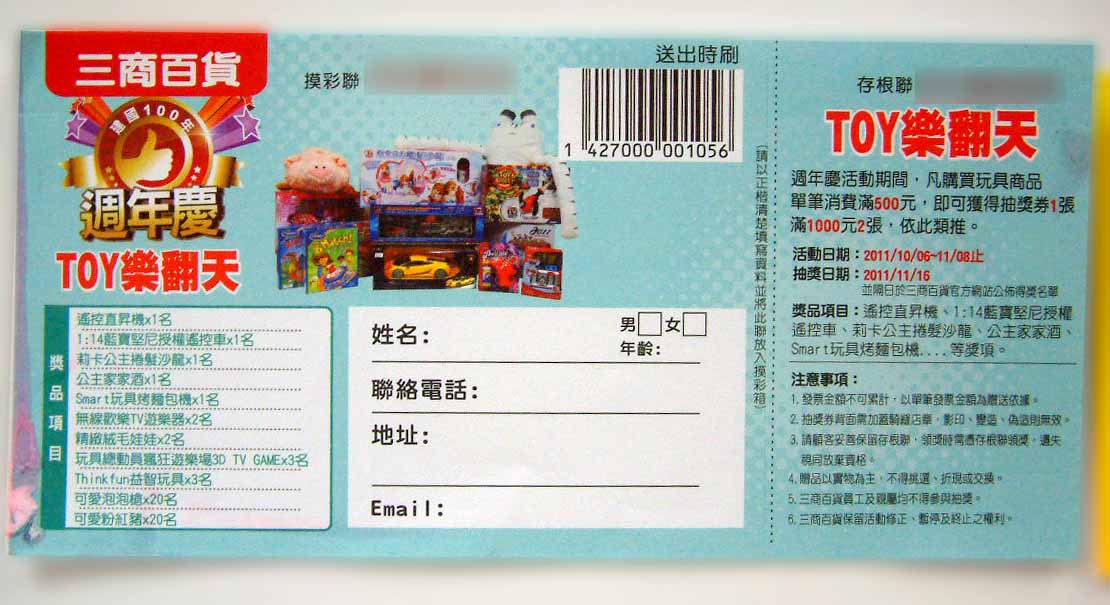 三商百貨
建國100年
週年慶
TOY樂翻天
摸彩聯
送出時刷
1 427000 001056
獎品項目
遙控直昇機x1名
1:14藍寶堅尼授權遙控車x1名
莉卡公主捲髮沙龍x1名
公主家家酒x1名
Smart玩具烤麵包機x1名
無線歡樂TV遊樂器x2名
精緻絨毛娃娃x2名
玩具總動員瘋狂遊樂場3D TV GAMEx3名
Thinkfun益智玩具x3名
可愛泡泡槍x20名
可愛粉紅豬x20名
姓名:
男□女□
年齡:
聯絡電話:
地址:
Email:
(請以正楷清楚填寫資料並將此聯放入摸彩箱)
存根聯
TOY樂翻天
週年慶活動期間，凡購買玩具商品
單筆消費滿500元，即可獲得抽獎券1張
滿1000元2張，依此類推。
活動日期：2011/10/06~11/08止
抽獎日期：2011/11/16
並隔日於三商百貨官方網站公佈得獎名單
獎品項目：遙控直昇機、1:14藍寶堅尼授權
遙控車、莉卡公主捲髮沙龍、公主家家酒、
Smart玩具烤麵包機....等獎項。
注意事項：
1.發票金額不可累計，以單筆發票金額為贈送依據。
2.抽獎券背面需加蓋騎縫店章，影印、變造、偽造則無效。
3.請顧客妥善保留存根聯，領獎時需憑存根聯領獎，遺失
視同放棄資格。
4.贈品以實物為主，不得挑選、折現或交換。
5.三商百貨員工及親屬均不得參與抽獎。
6.三商百貨保留活動修正、暫停及終止之權利。